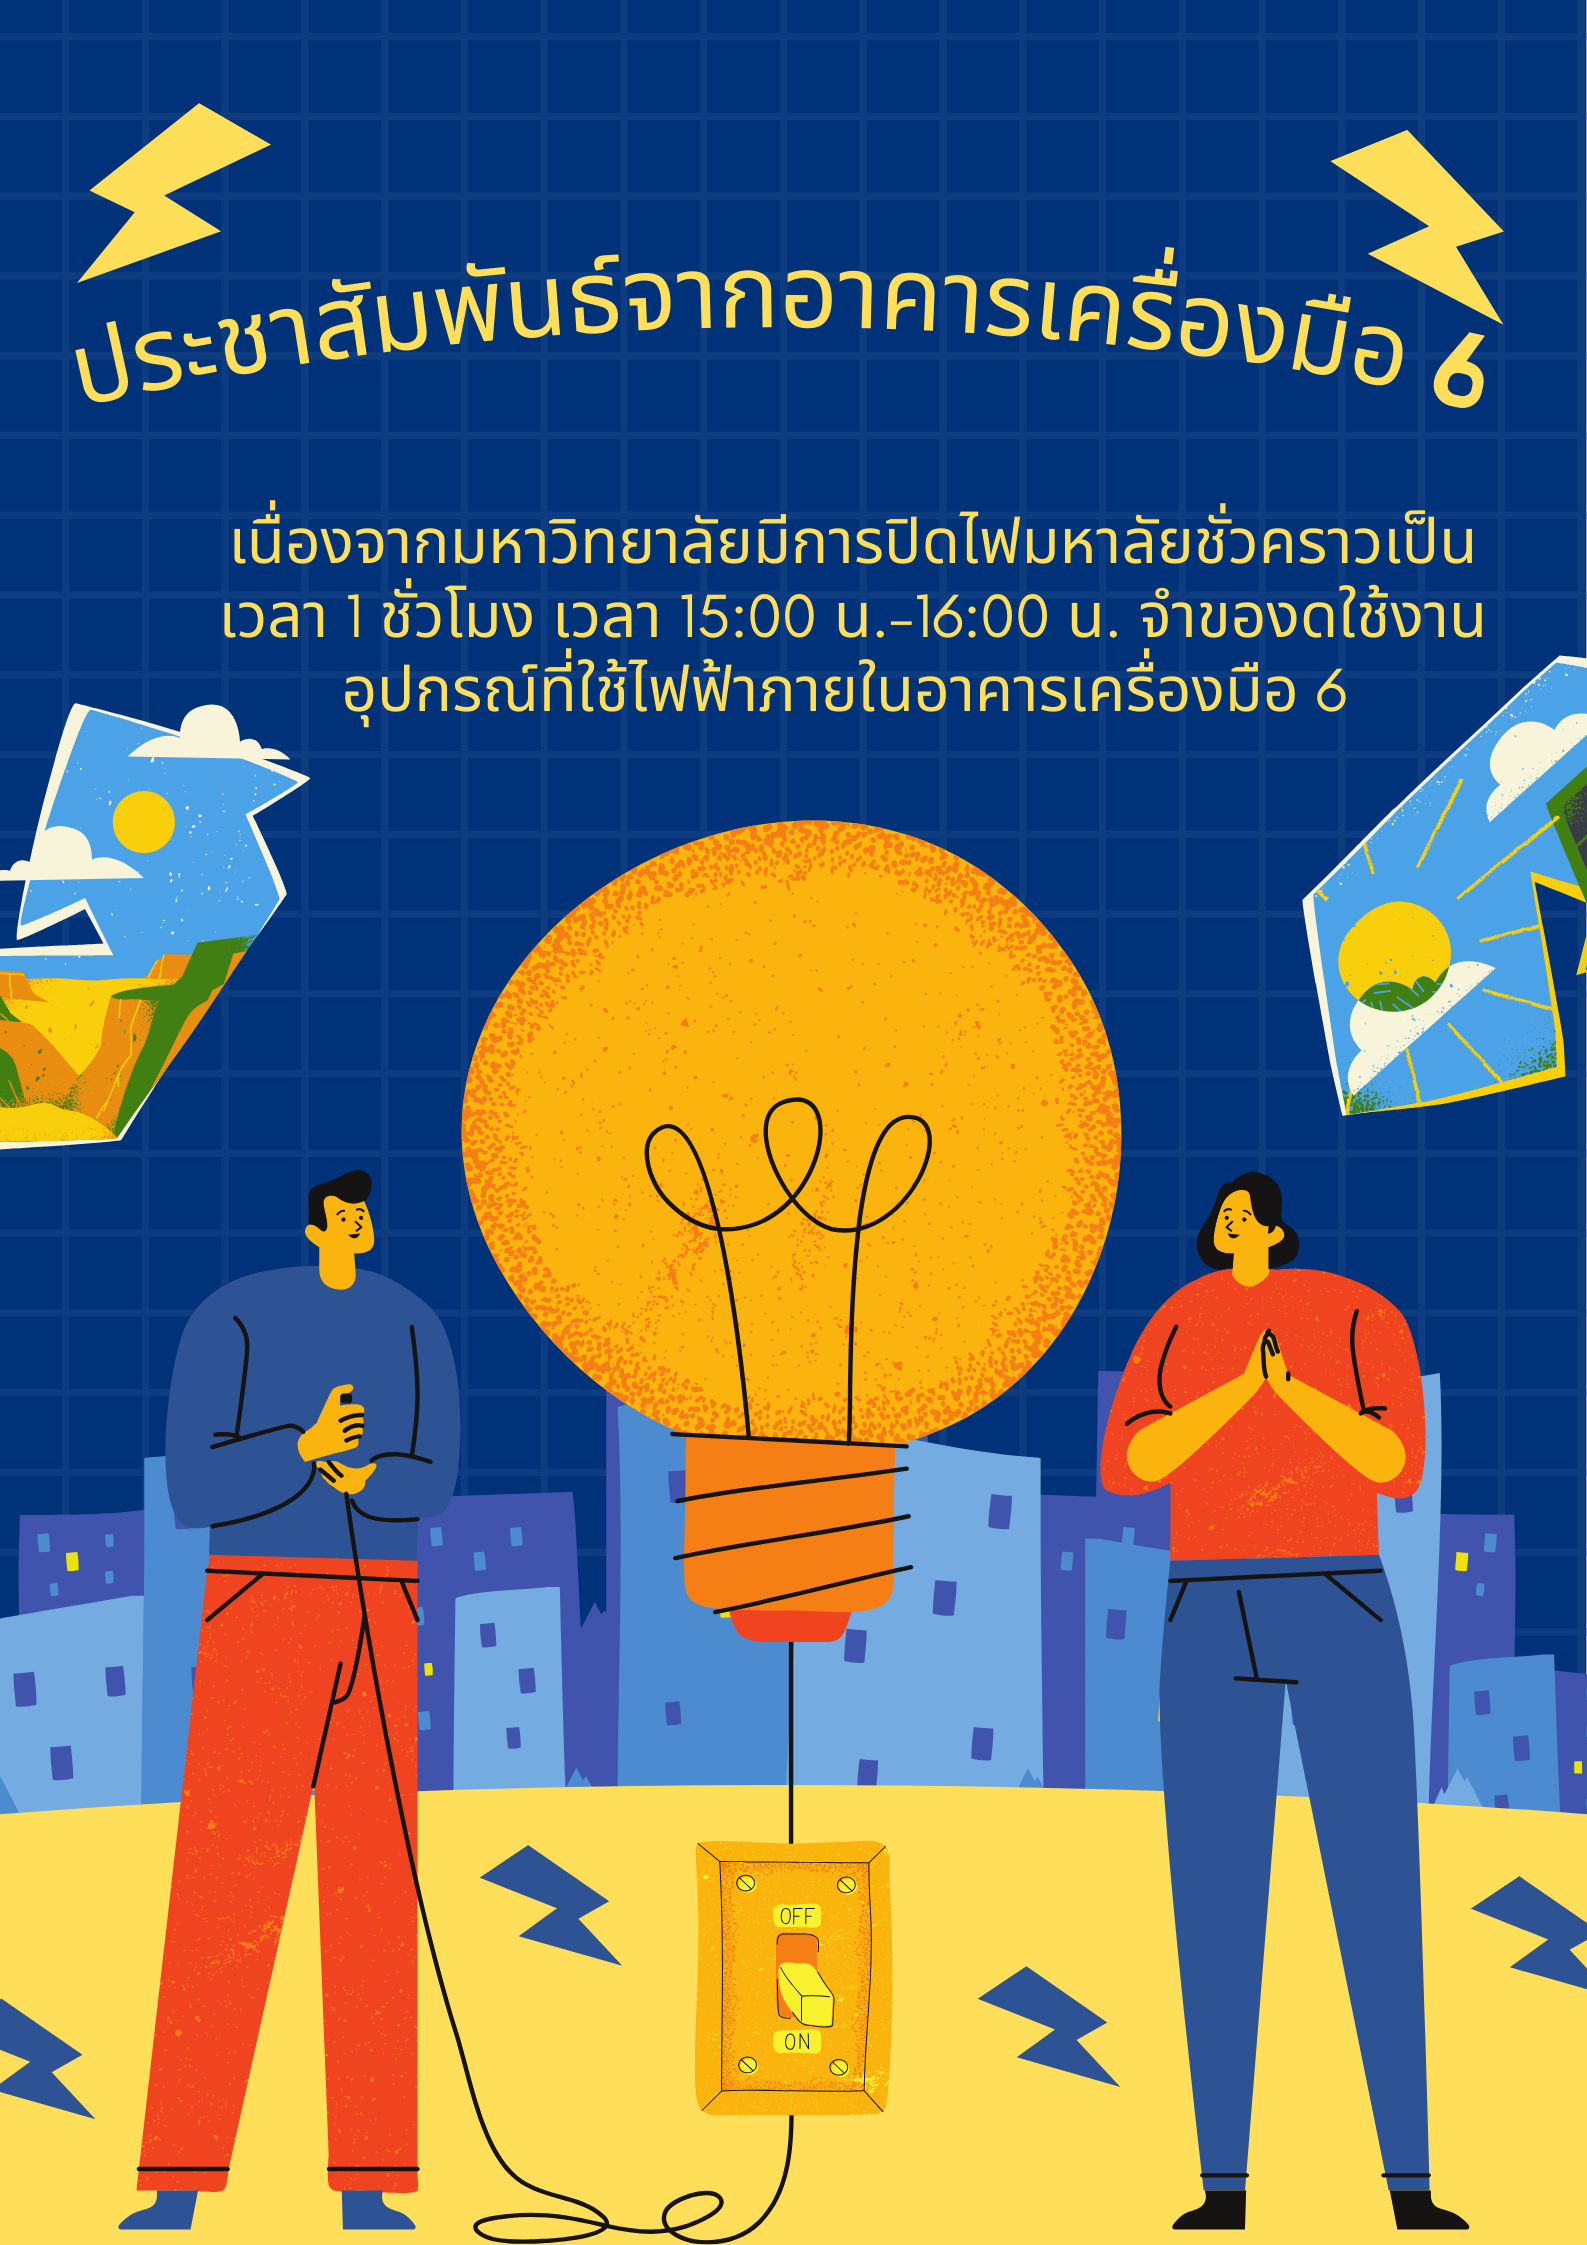 ประชาสัมพันธ์จากอาคารเครื่องมือ 6
เนื่องจากมหาวิทยาลัยมีการปิดไฟมหาลัยชั่วคราวเป็น
เวลา 1 ชั่วโมง เวลา 15:00 น.-16:00 น. จำของดใช้งาน
อุปกรณ์ที่ใช้ไฟฟ้าภายในอาคารเครื่องมือ 6
OFF
ON